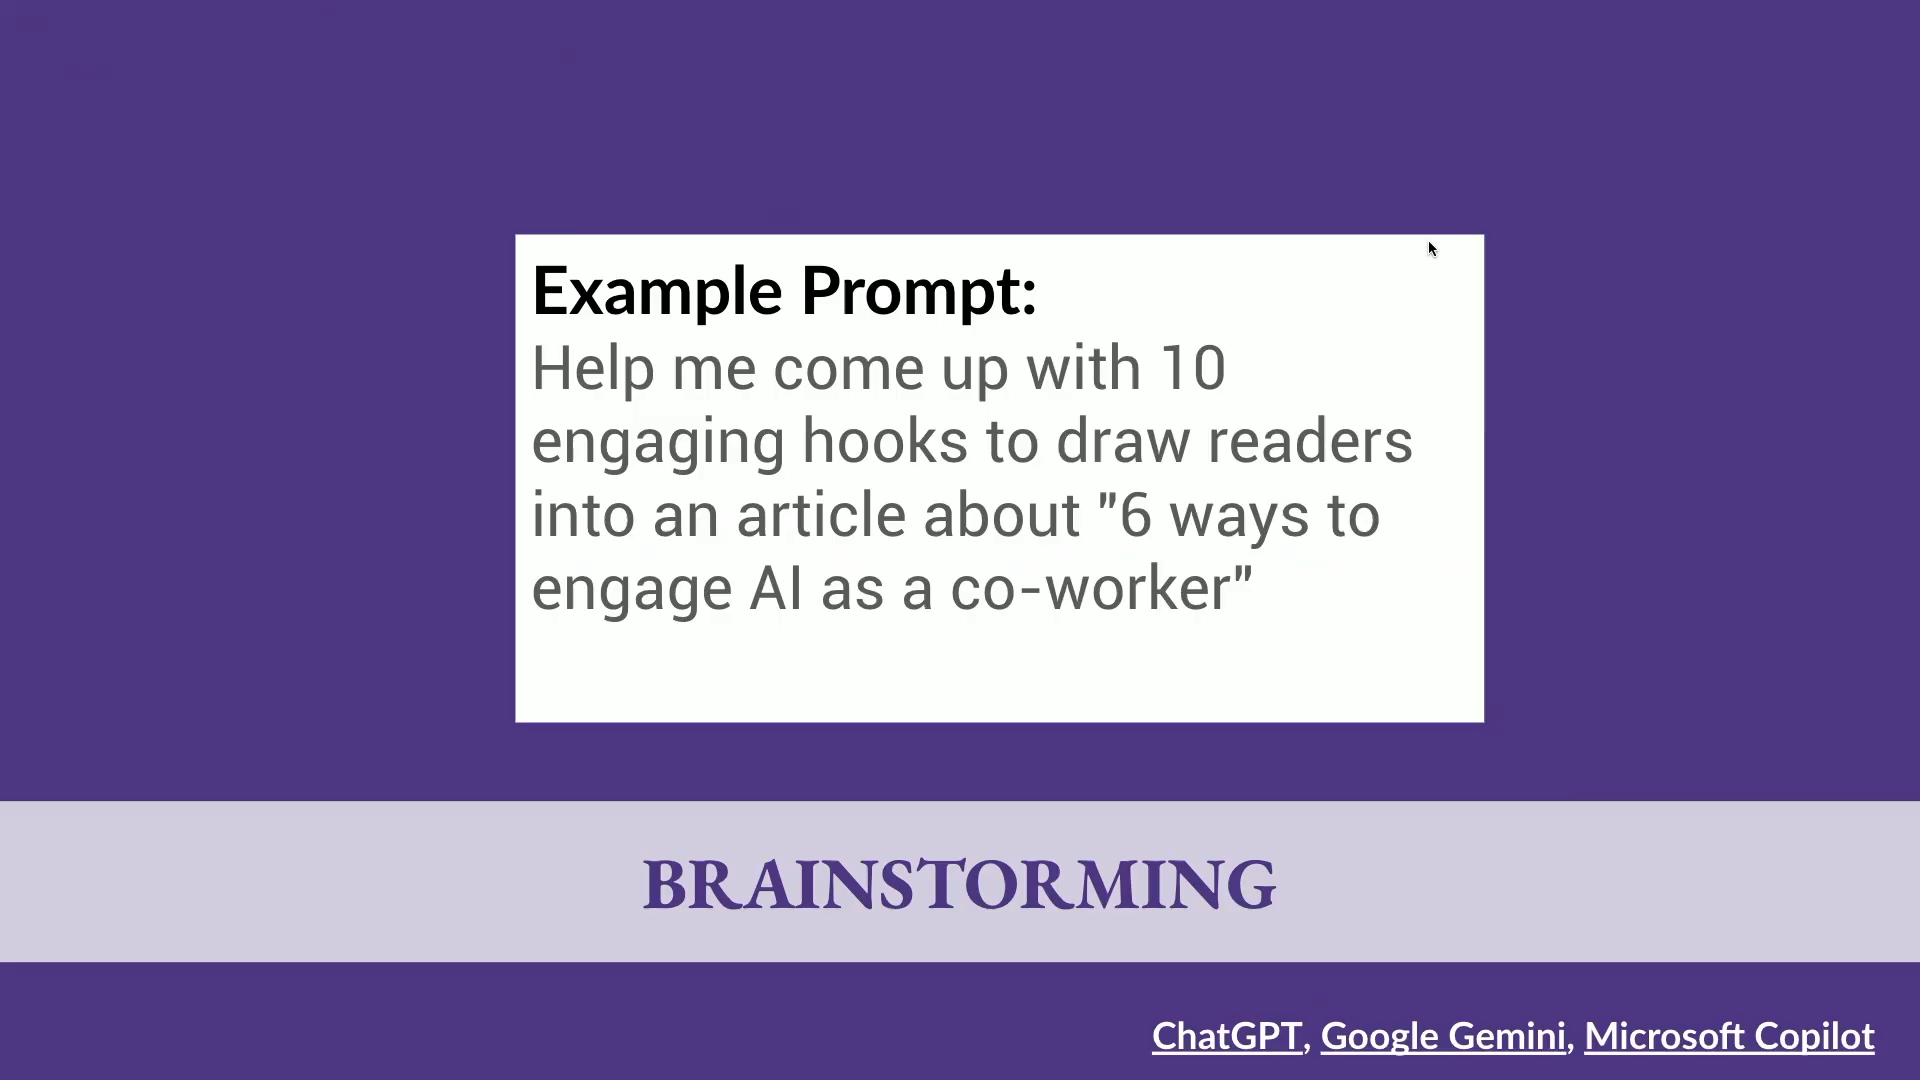 Example Prompt:
Help me come up with 10
engaging hooks to draw readers
into an article about "6 ways to
engage AI as a co-worker"
BRAINSTORMING
ChatGPT, Google Gemini, Microsoft Copilot